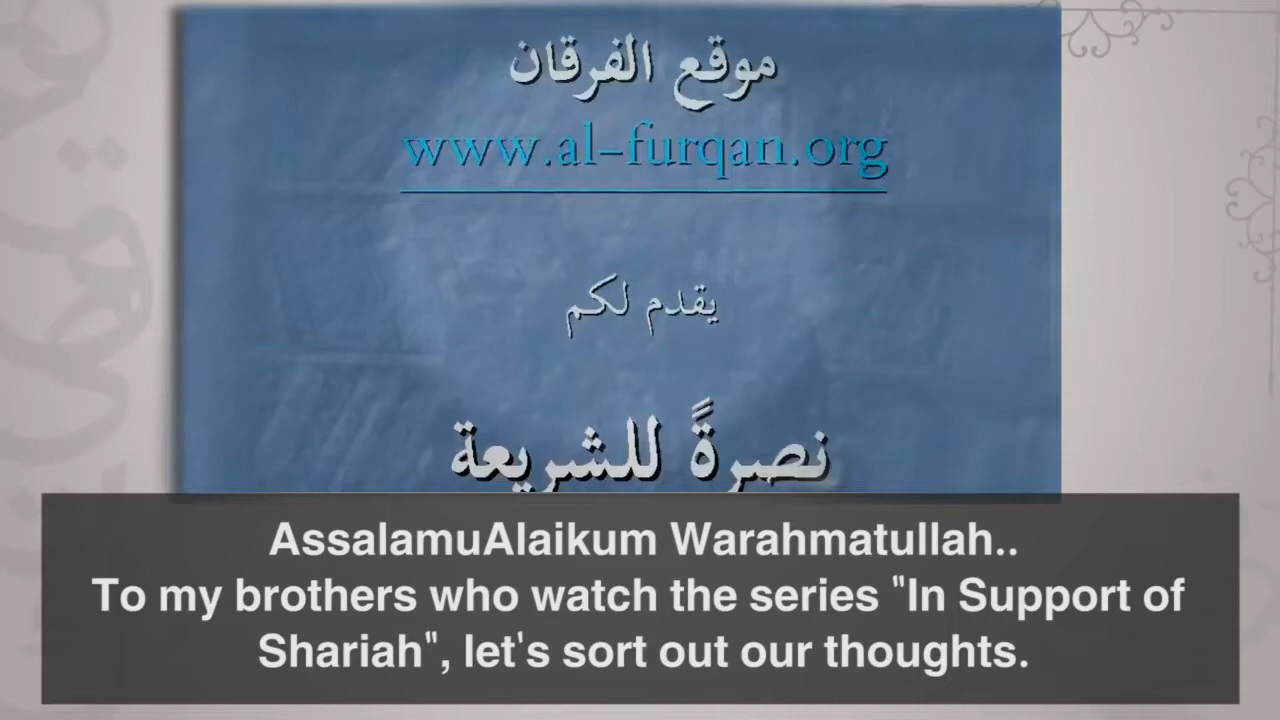 موقع الفرقان
www.al-furqan.org
يقدم لكم
نصرةً للشريعة
AssalamuAlaikum Warahmatullah..
To my brothers who watch the series "In Support of
Shariah", let's sort out our thoughts.